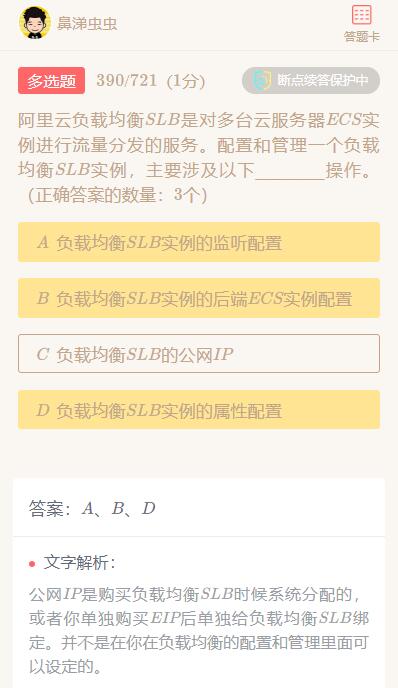 鼻涕虫虫
答题卡
多选题 390/721 (1分)
断点续答保护中
阿里云负载均衡SLB是对多台云服务器ECS实
例进行流量分发的服务。配置和管理一个负载
均衡SLB实例，主要涉及以下________操作。
（正确答案的数量：3个）
A 负载均衡SLB实例的监听配置
B 负载均衡SLB实例的后端ECS实例配置
C 负载均衡SLB的公网IP
D 负载均衡SLB实例的属性配置
答案：A、B、D
文字解析：
公网IP是购买负载均衡SLB时候系统分配的，
或者你单独购买EIP后单独给负载均衡SLB绑
定。并不是在你在负载均衡的配置和管理里面可
以设定的。